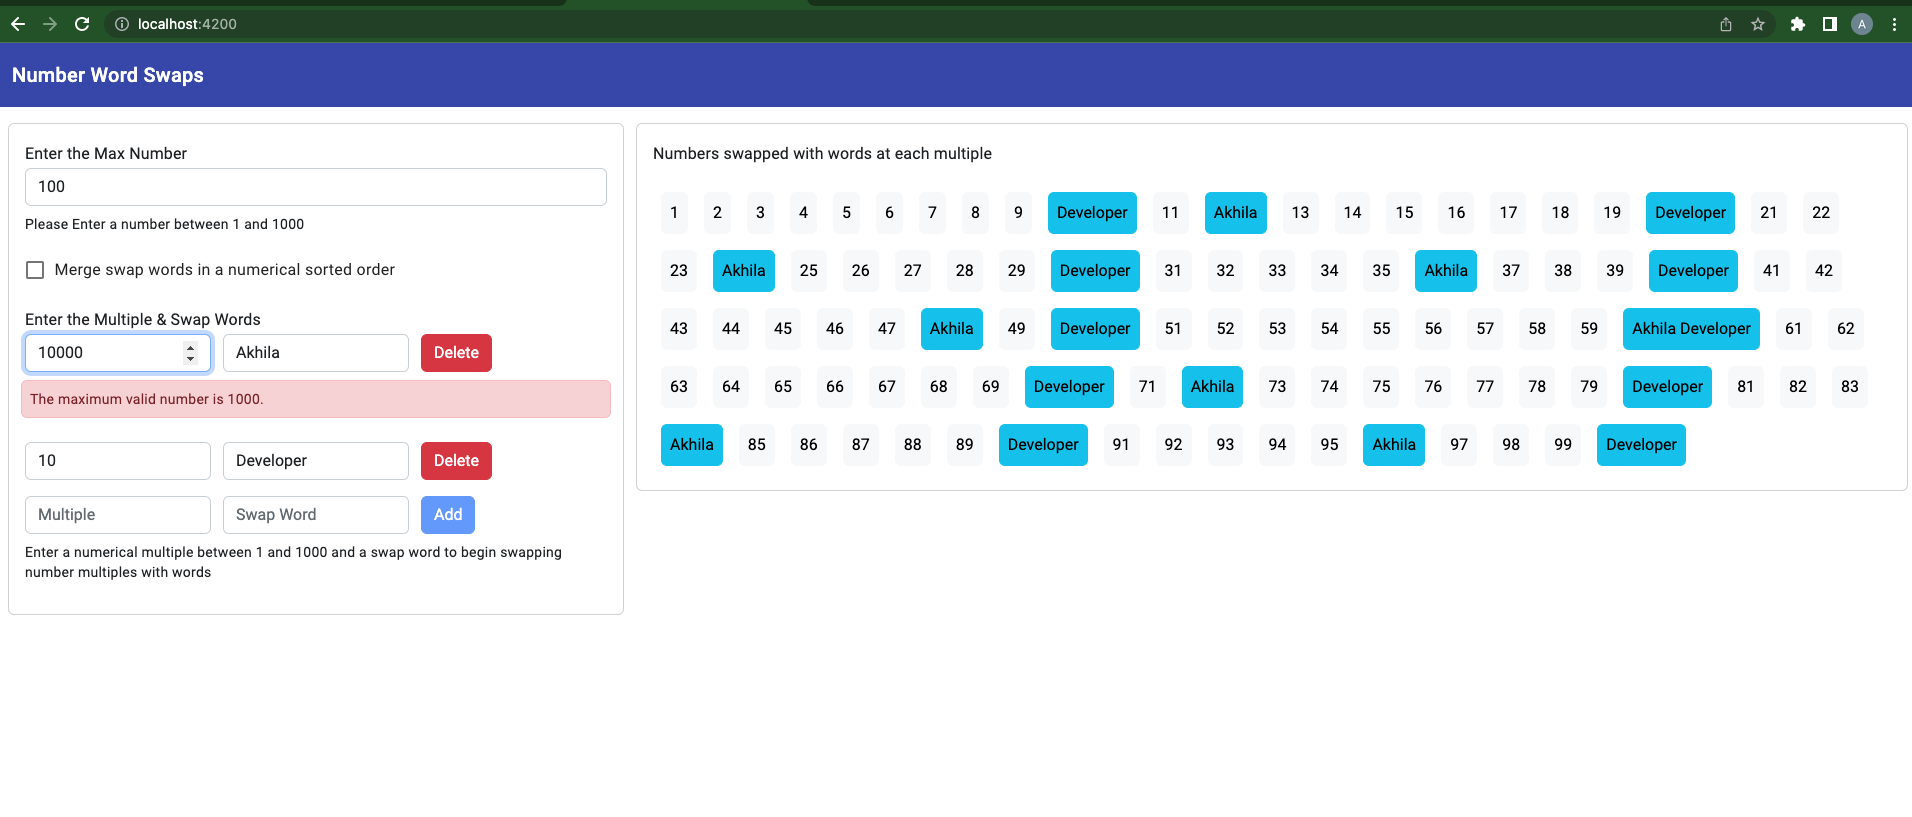 localhost:4200
A
Number Word Swaps
Enter the Max Number
100
Please Enter a number between 1 and 1000
Merge swap words in a numerical sorted order
Enter the Multiple & Swap Words
10000 Akhila Delete
The maximum valid number is 1000.
10 Developer Delete
Multiple Swap Word Add
Enter a numerical multiple between 1 and 1000 and a swap word to begin swapping
number multiples with words
Numbers swapped with words at each multiple
1 2 3 4 5 6 7 8 9 Developer 11 Akhila 13 14 15 16 17 18 19 Developer 21 22
23 Akhila 25 26 27 28 29 Developer 31 32 33 34 35 Akhila 37 38 39 Developer 41 42
43 44 45 46 47 Akhila 49 Developer 51 52 53 54 55 56 57 58 59 Akhila Developer 61 62
63 64 65 66 67 68 69 Developer 71 Akhila 73 74 75 76 77 78 79 Developer 81 82 83
Akhila 85 86 87 88 89 Developer 91 92 93 94 95 Akhila 97 98 99 Developer